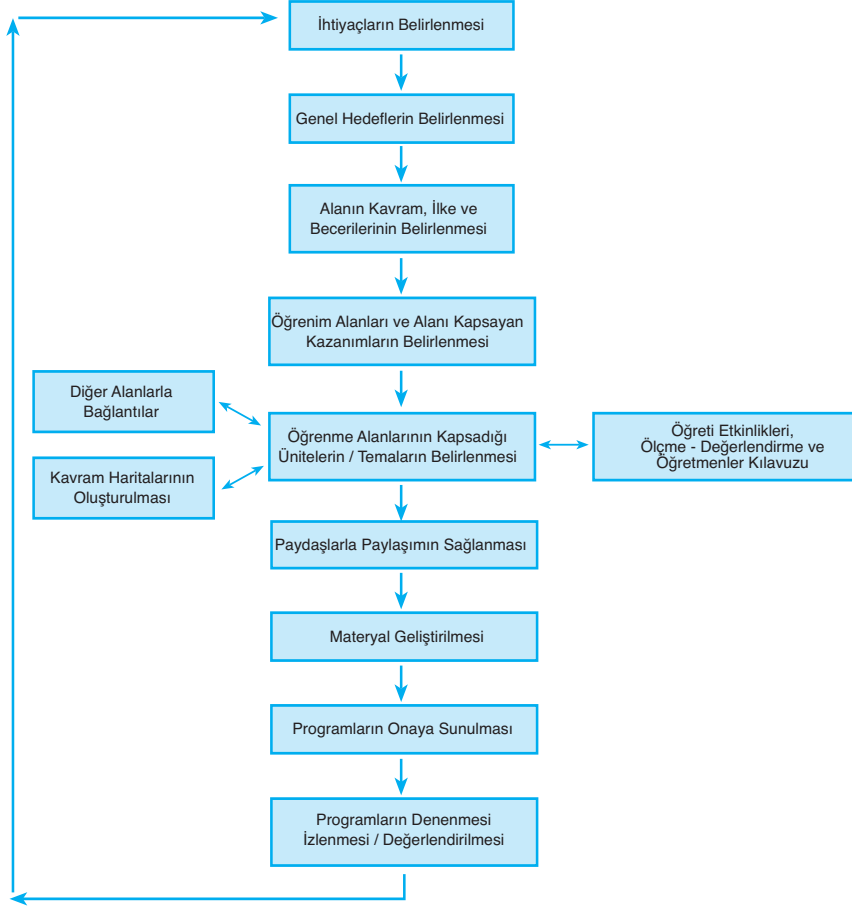 İhtiyaçların Belirlenmesi
Genel Hedeflerin Belirlenmesi
Alanın Kavram, İlke ve
Becerilerinin Belirlenmesi
Öğrenim Alanları ve Alanı Kapsayan
Kazanımların Belirlenmesi
Diğer Alanlarla
Bağlantılar
Öğrenme Alanlarının Kapsadığı
Ünitelerin / Temaların Belirlenmesi
Öğreti Etkinlikleri,
Ölçme - Değerlendirme ve
Öğretmenler Kılavuzu
Kavram Haritalarının
Oluşturulması
Paydaşlarla Paylaşımın Sağlanması
Materyal Geliştirilmesi
Programların Onaya Sunulması
Programların Denenmesi
İzlenmesi / Değerlendirilmesi